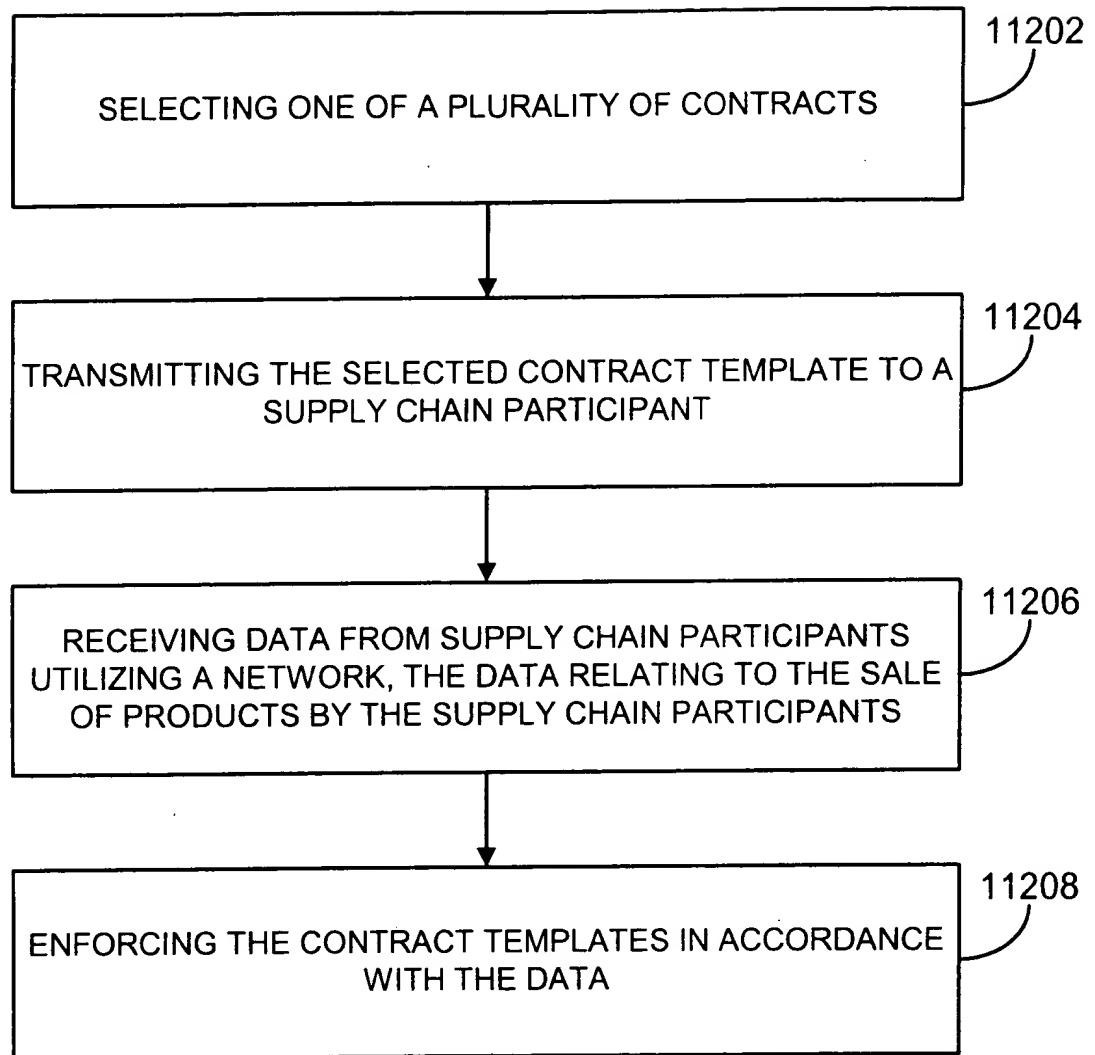 11202
SELECTING ONE OF A PLURALITY OF CONTRACTS
11204
TRANSMITTING THE SELECTED CONTRACT TEMPLATE TO A
SUPPLY CHAIN PARTICIPANT
11206
RECEIVING DATA FROM SUPPLY CHAIN PARTICIPANTS
UTILIZING A NETWORK, THE DATA RELATING TO THE SALE
OF PRODUCTS BY THE SUPPLY CHAIN PARTICIPANTS
11208
ENFORCING THE CONTRACT TEMPLATES IN ACCORDANCE
WITH THE DATA